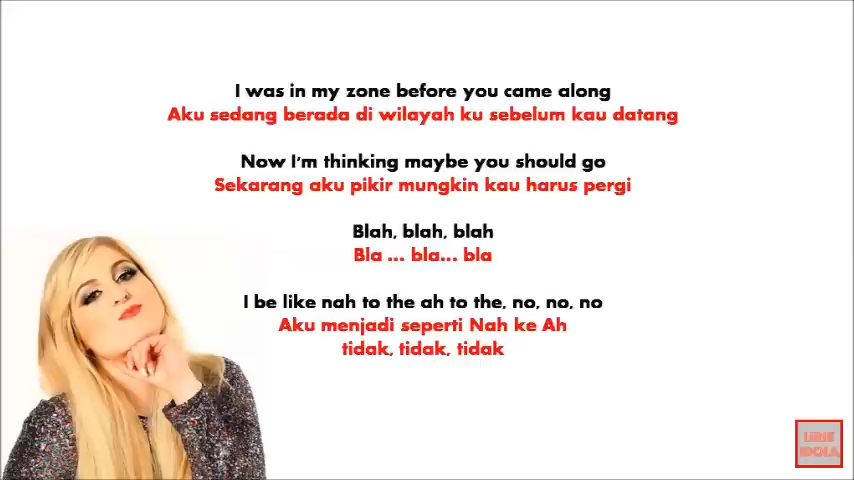 I was in my zone before you came along
Aku sedang berada di wilayah ku sebelum kau datang
Now I'm thinking maybe you should go
Sekarang aku pikir mungkin kau harus pergi
Blah, blah, blah
Bla ... bla... bla
I be like nah to the ah to the, no, no, no
Aku menjadi seperti Nah ke Ah
tidak, tidak, tidak
LIRIK
IDOLA